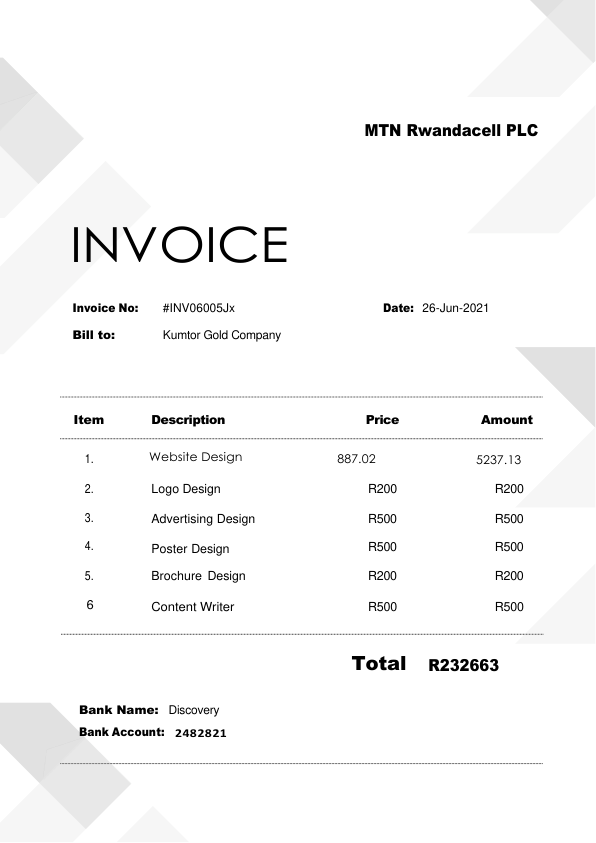 MTN Rwandacell PLC
INVOICE
Invoice No: #INV06005Jx Date: 26-Jun-2021
Bill to: Kumtor Gold Company
Item Description Price Amount
1. Website Design 887.02 5237.13
2. Logo Design R200 R200
3. Advertising Design R500 R500
4. Poster Design R500 R500
5. Brochure Design R200 R200
6 Content Writer R500 R500
Total R232663
Bank Name: Discovery
Bank Account: 2482821